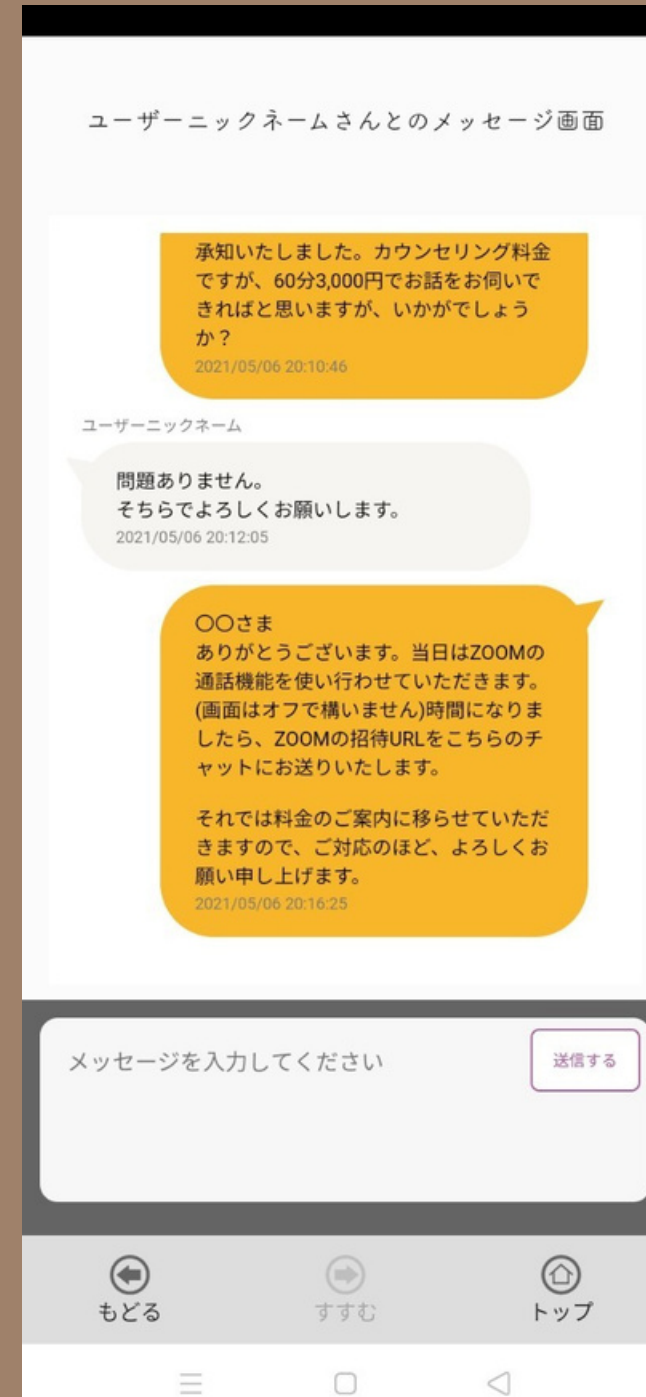 ユーザーニックネームさんとのメッセージ画面
承知いたしました。カウンセリング料金
ですが、60分3,000円でお話をお伺いで
きればと思いますが、いかがでしょう
か？
2021/05/06 20:10:46
ユーザーニックネーム
問題ありません。
そちらでよろしくお願いします。
2021/05/06 20:12:05
〇〇さま
ありがとうございます。当日はZOOMの
通話機能を使い行わせていただきます。
(画面はオフで構いません)時間になりま
したら、ZOOMの招待URLをこちらのチ
ャットにお送りいたします。
それでは料金のご案内に移らせていただ
きますので、ご対応のほど、よろしくお
願い申し上げます。
2021/05/06 20:16:25
メッセージを入力してください
送信する
もどる
すすむ
トップ